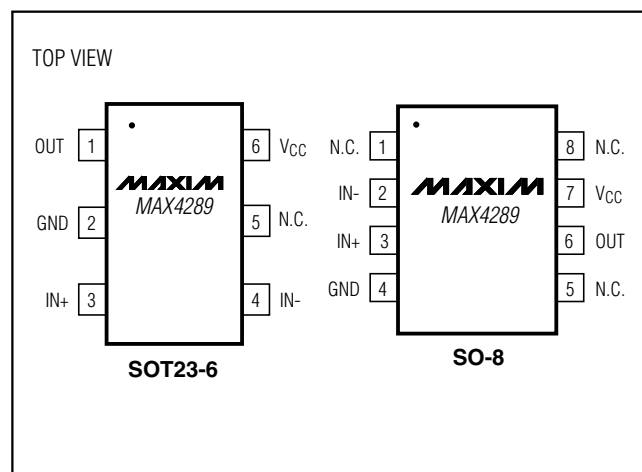 TOP VIEW
OUT 1
GND 2
IN+ 3
6 VCC
5 N.C.
4 IN-
MAXIM
MAX4289
SOT23-6
N.C. 1
IN- 2
IN+ 3
GND 4
8 N.C.
7 VCC
6 OUT
5 N.C.
MAXIM
MAX4289
SO-8